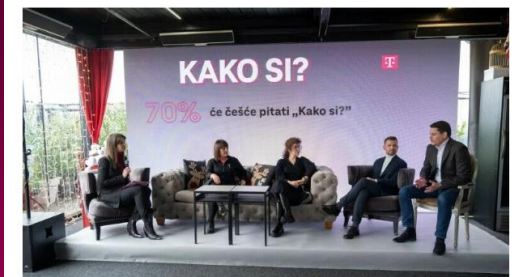 KAKO SI?
T
70% će češće pitati „Kako si?”